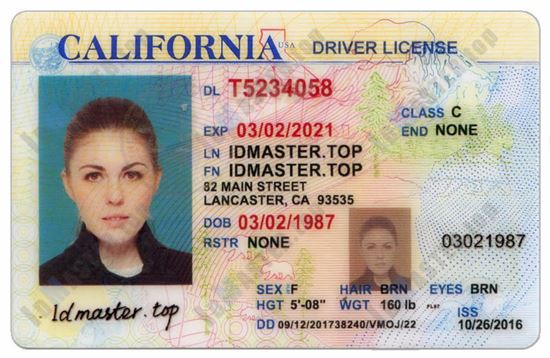 CALIFORNIA USA DRIVER LICENSE
DL T5234058
CLASS C
EXP 03/02/2021 END NONE
LN IDMASTER.TOP
FN IDMASTER.TOP
82 MAIN STREET
LANCASTER, CA 93535
DOB 03/02/1987
RSTR NONE
03021987
SEX F HAIR BRN EYES BRN
HGT 5'-08" WGT 160 lb
ISS
DD 09/12/201738240/VMOJ/22 10/26/2016
Idmaster.top